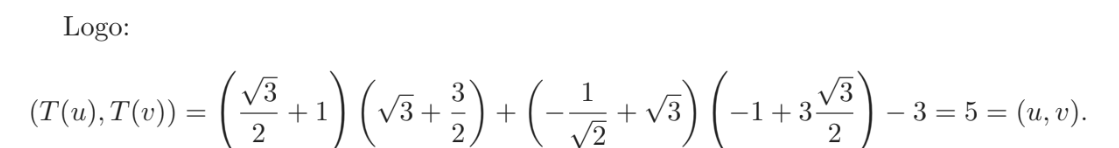 Logo:
(T(u), T(v)) = (√3/2 + 1)(√3 + 3/2) + (−1/√2 + √3)(−1 + 3√3/2) − 3 = 5 = (u, v).